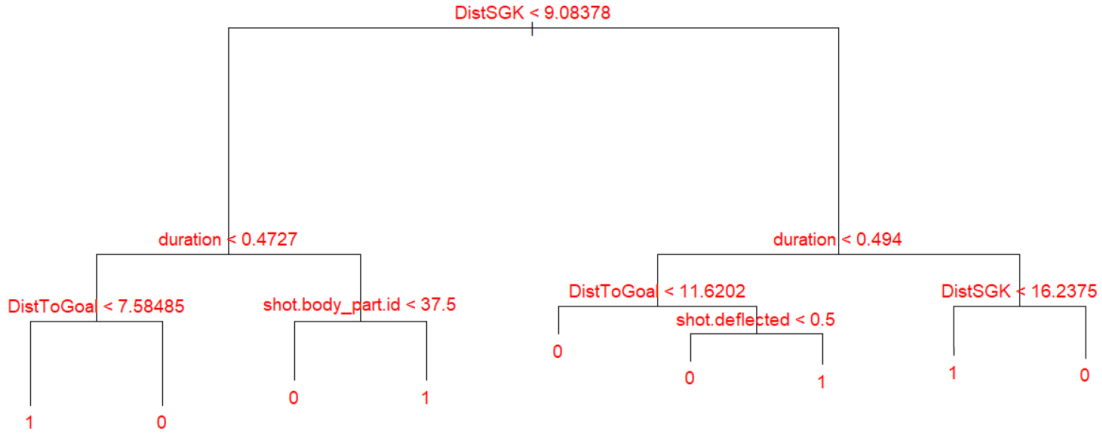 DistSGK < 9.08378
duration < 0.4727
duration < 0.494
DistToGoal < 7.58485
shot.body_part.id < 37.5
DistToGoal < 11.6202
DistSGK < 16.2375
shot.deflected < 0.5
0
1
0
0
1
0
1
1
0